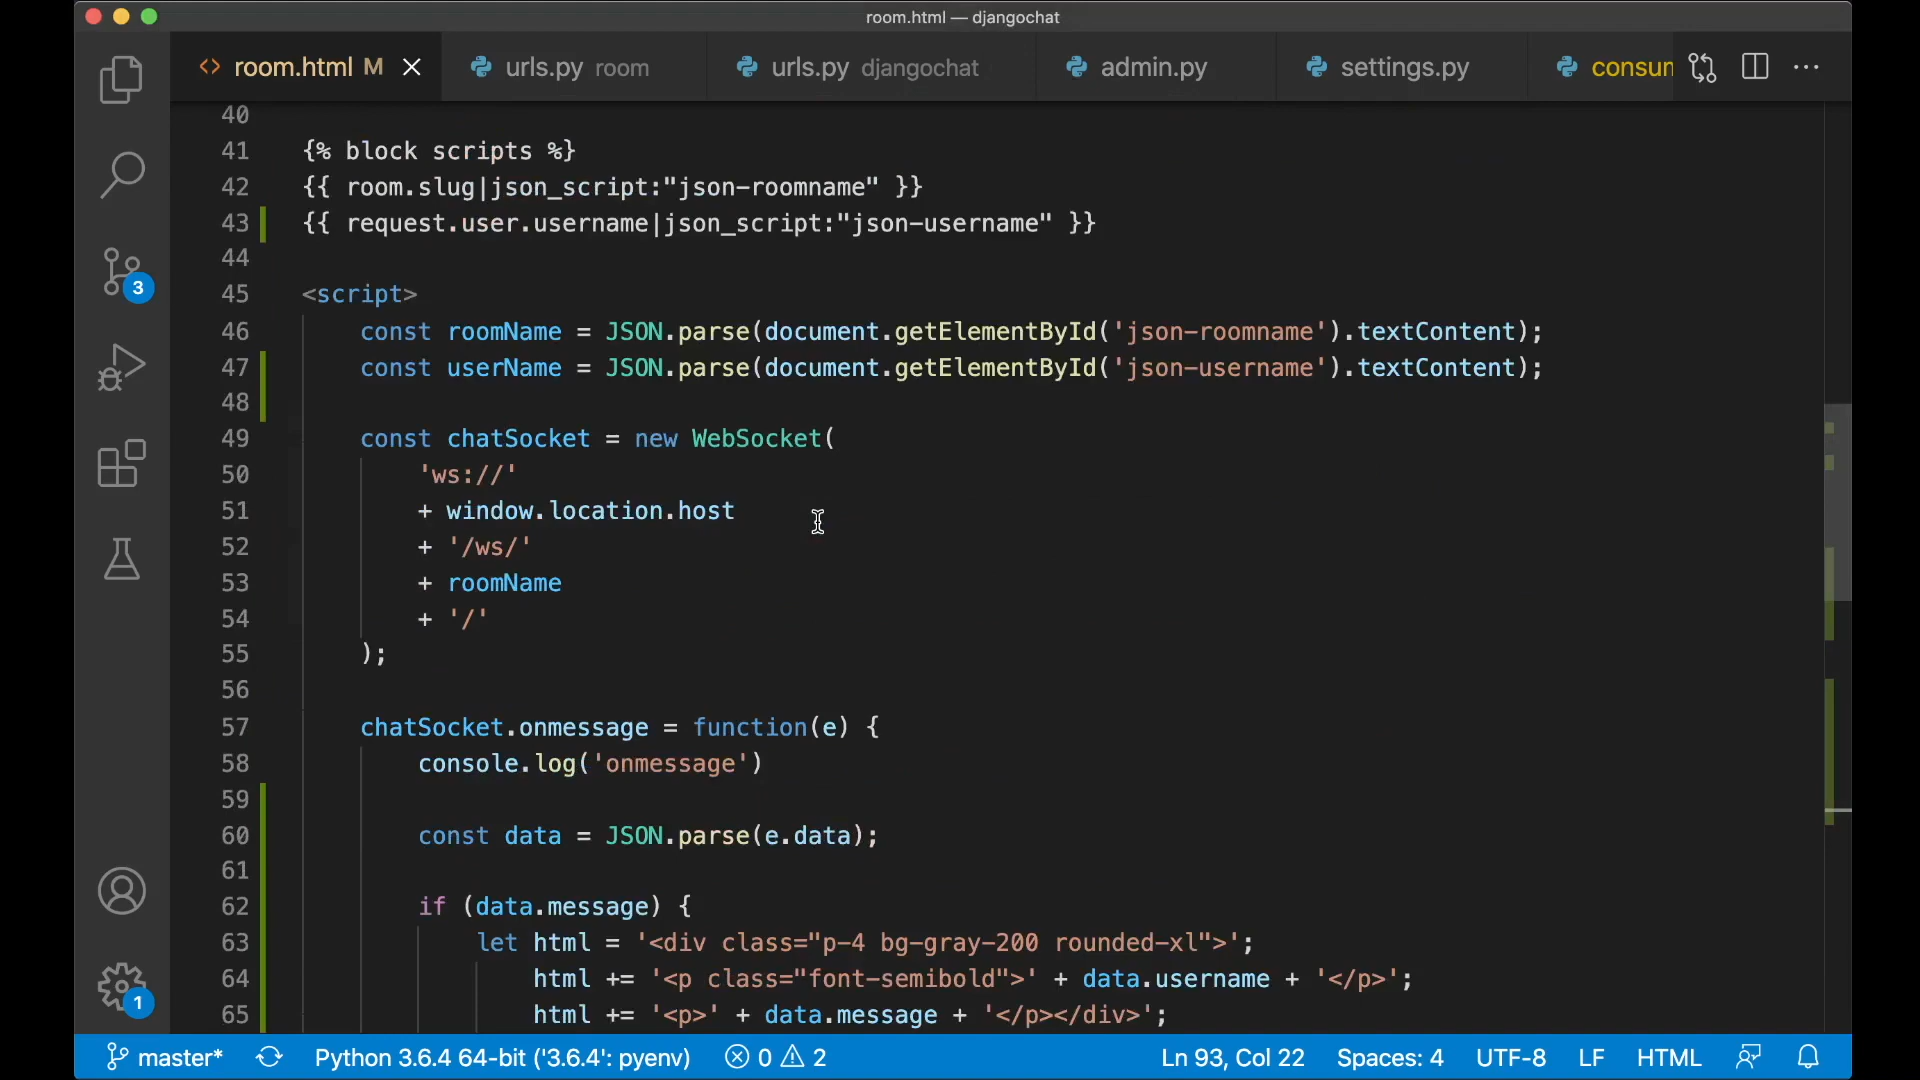 room.html — djangochat
room.html M urls.py room urls.py djangochat admin.py settings.py consum
40
41 {% block scripts %}
42 {{ room.slug|json_script:"json-roomname" }}
43 {{ request.user.username|json_script:"json-username" }}
44
45 <script>
46 const roomName = JSON.parse(document.getElementById('json-roomname').textContent);
47 const userName = JSON.parse(document.getElementById('json-username').textContent);
48
49 const chatSocket = new WebSocket(
50 'ws://'
51 + window.location.host
52 + '/ws/'
53 + roomName
54 + '/'
55 );
56
57 chatSocket.onmessage = function(e) {
58 console.log('onmessage')
59
60 const data = JSON.parse(e.data);
61
62 if (data.message) {
63 let html = '<div class="p-4 bg-gray-200 rounded-xl">';
64 html += '<p class="font-semibold">' + data.username + '</p>';
65 html += '<p>' + data.message + '</p></div>';
3
1
master* Python 3.6.4 64-bit ('3.6.4': pyenv) 0 2 Ln 93, Col 22 Spaces: 4 UTF-8 LF HTML